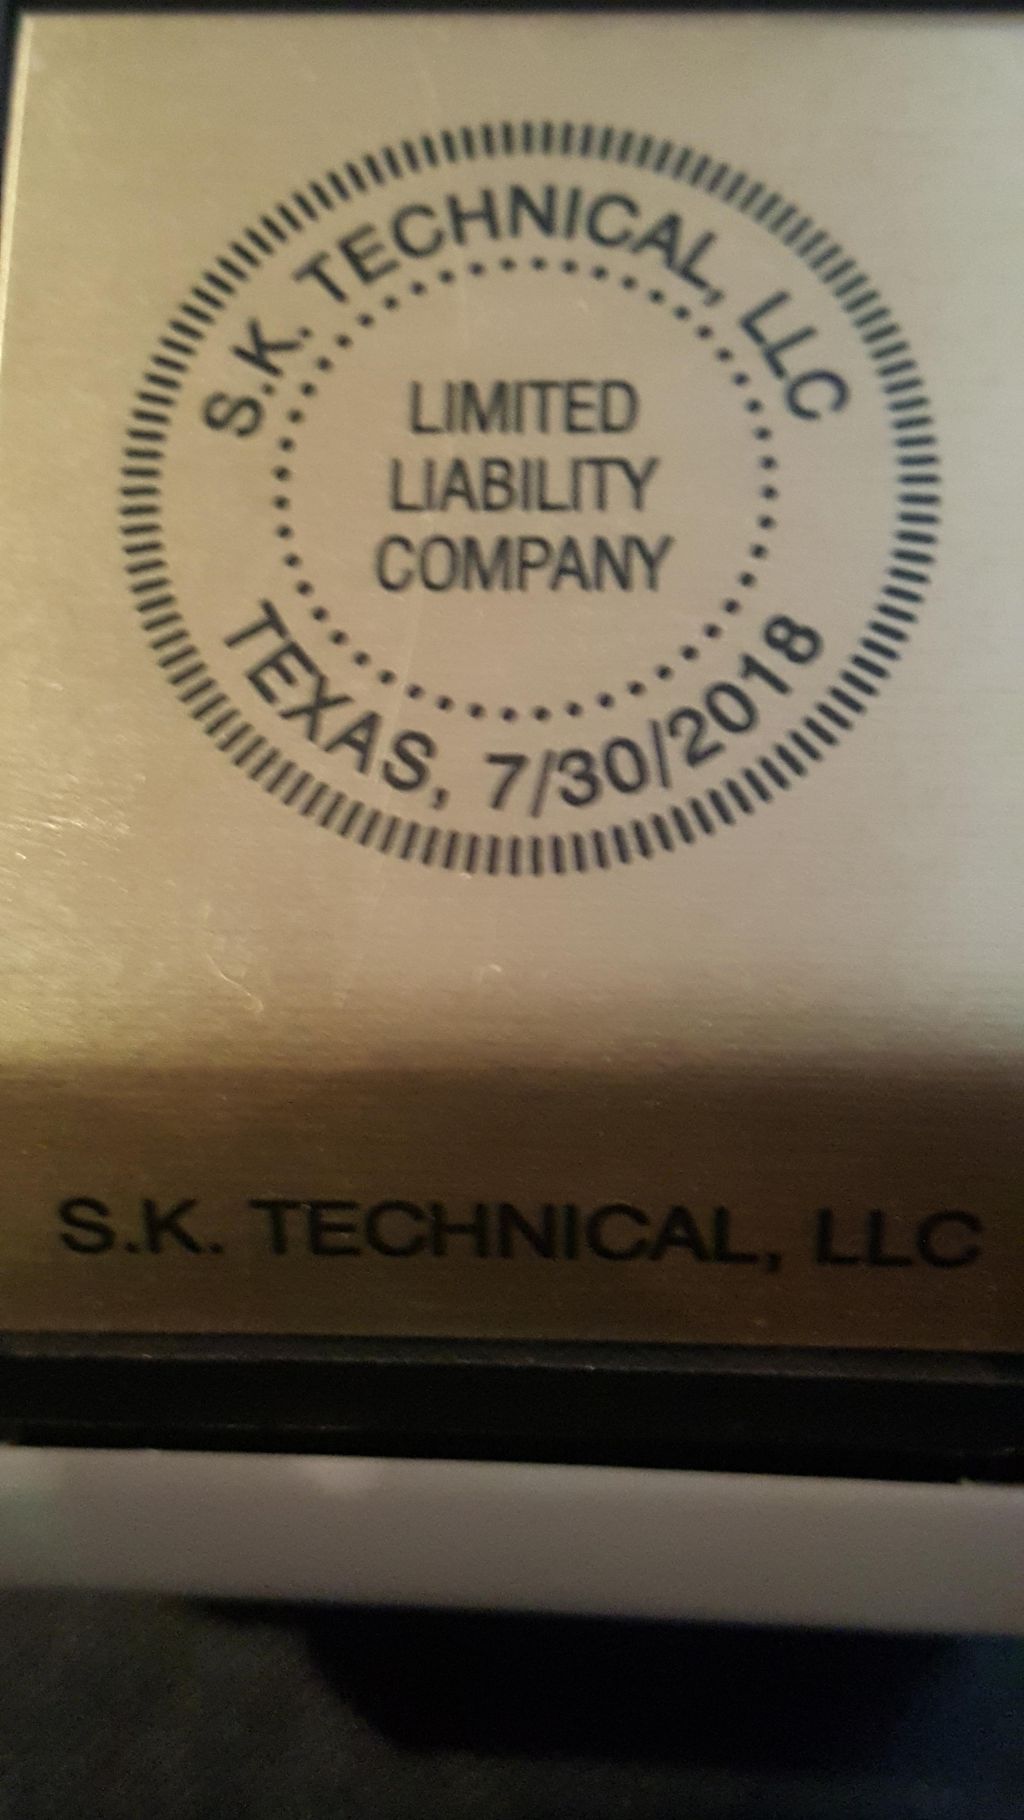 S.K. TECHNICAL, LLC
LIMITED
LIABILITY
COMPANY
TEXAS, 7/30/2018
S.K. TECHNICAL, LLC